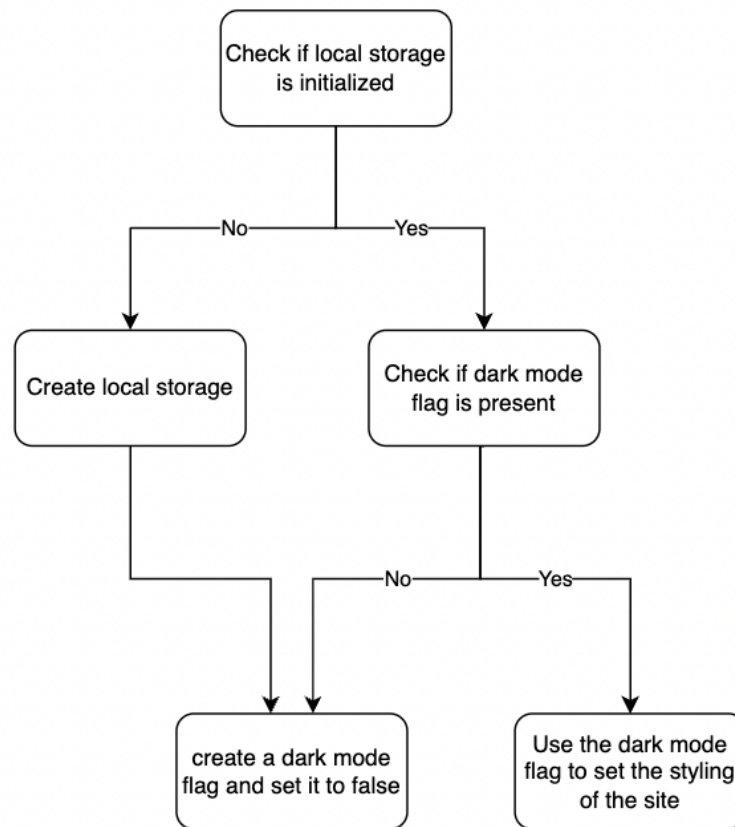 Check if local storage
is initialized
No
Yes
Create local storage
Check if dark mode
flag is present
No
Yes
create a dark mode
flag and set it to false
Use the dark mode
flag to set the styling
of the site